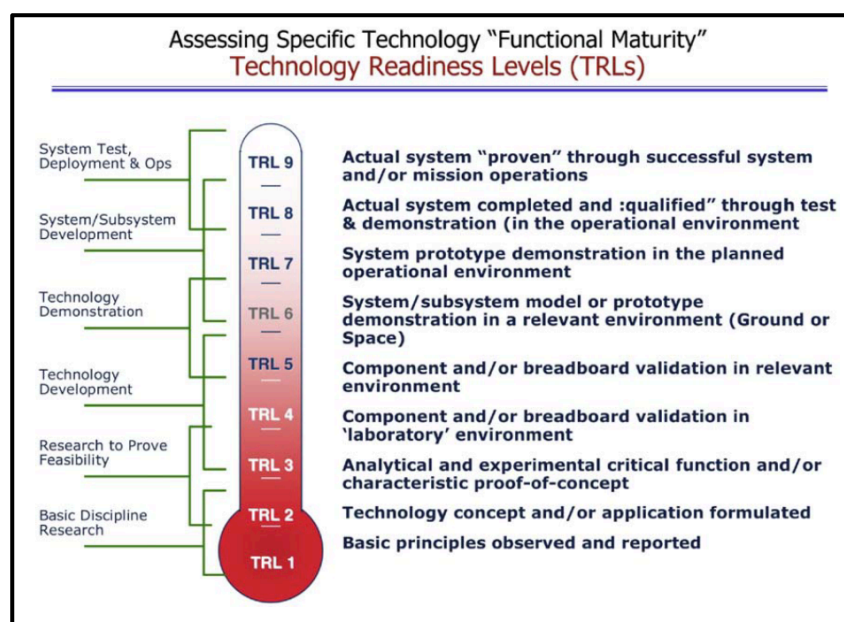 Assessing Specific Technology “Functional Maturity”
Technology Readiness Levels (TRLs)
System Test,
Deployment & Ops
System/Subsystem
Development
Technology
Demonstration
Technology
Development
Research to Prove
Feasibility
Basic Discipline
Research
TRL 9
TRL 8
TRL 7
TRL 6
TRL 5
TRL 4
TRL 3
TRL 2
TRL 1
Actual system “proven” through successful system
and/or mission operations
Actual system completed and :qualified” through test
& demonstration (in the operational environment
System prototype demonstration in the planned
operational environment
System/subsystem model or prototype
demonstration in a relevant environment (Ground or
Space)
Component and/or breadboard validation in relevant
environment
Component and/or breadboard validation in
‘laboratory’ environment
Analytical and experimental critical function and/or
characteristic proof-of-concept
Technology concept and/or application formulated
Basic principles observed and reported